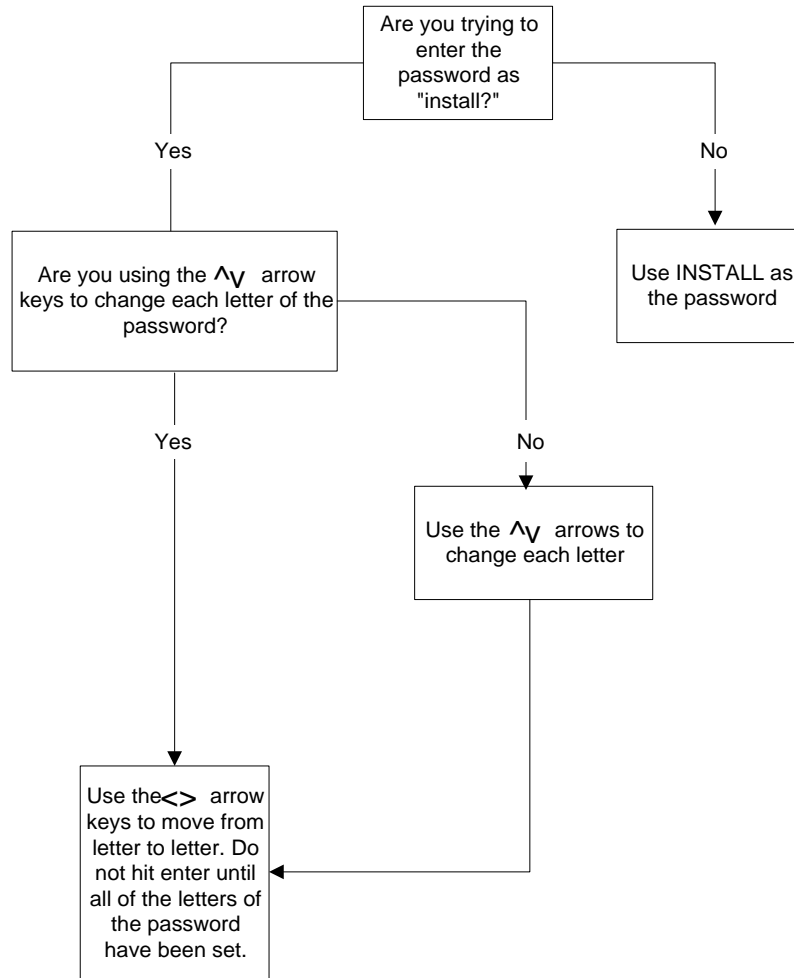 Are you trying to
enter the
password as
"install?"
Yes
No
Are you using the ^v arrow
keys to change each letter of the
password?
Use INSTALL as
the password
Yes
No
Use the ^v arrows to
change each letter
Use the<> arrow
keys to move from
letter to letter. Do
not hit enter until
all of the letters of
the password
have been set.